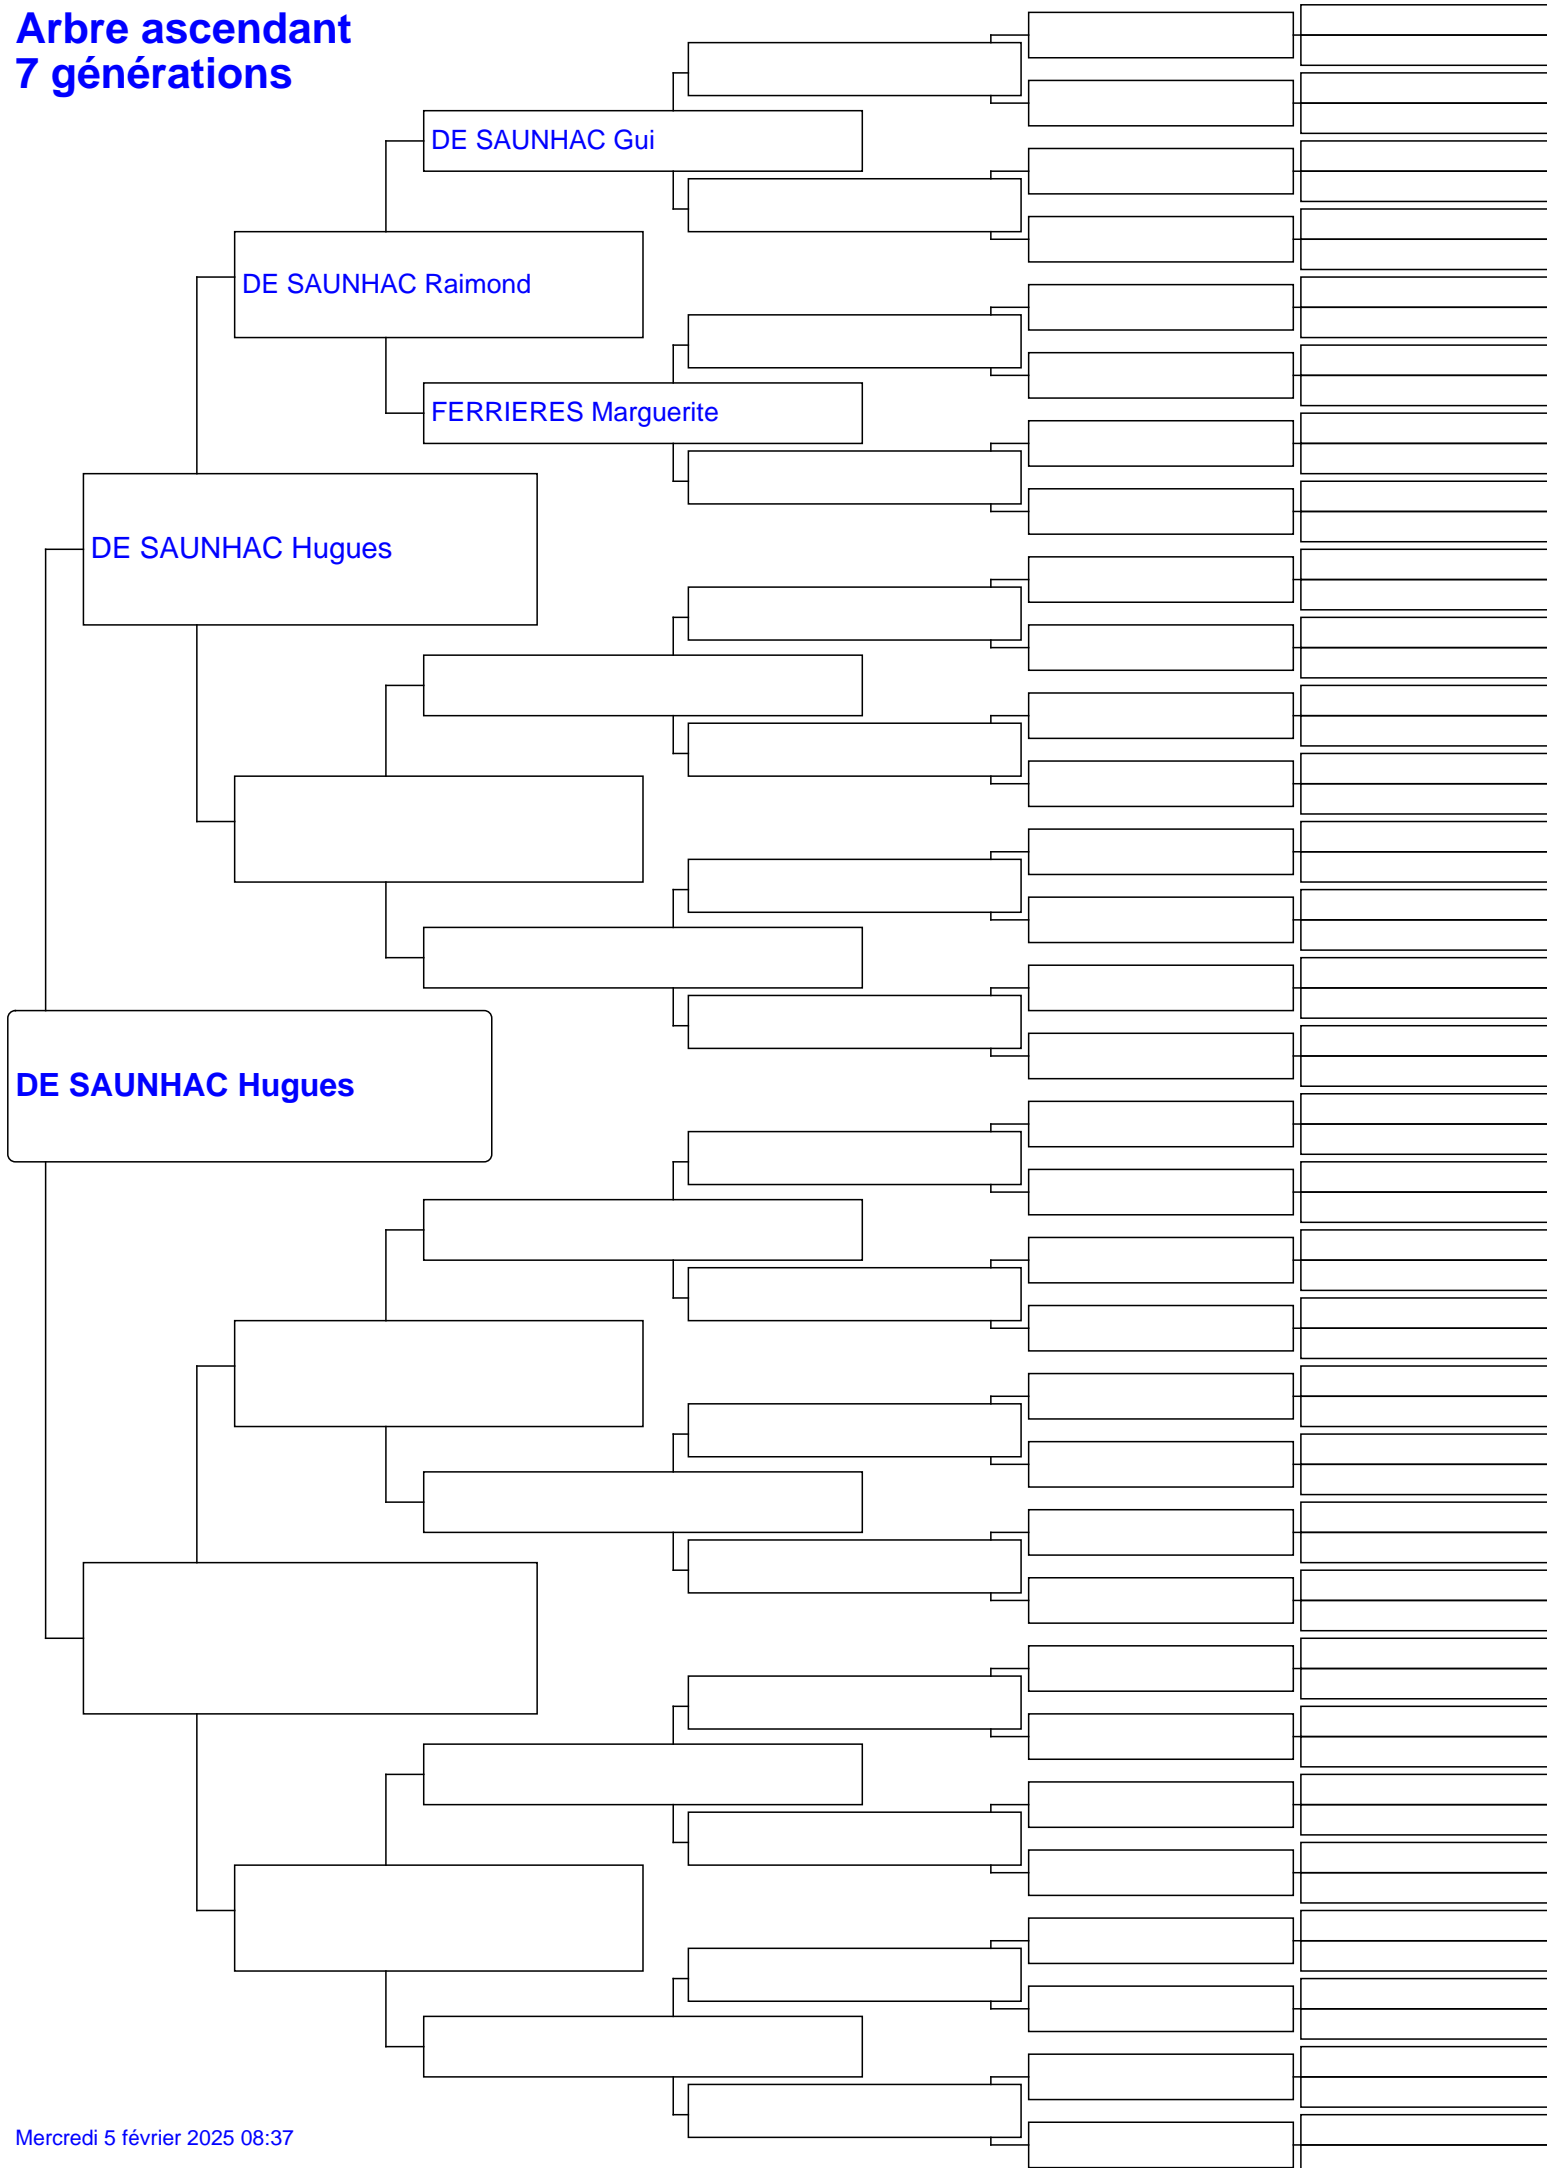 Arbre ascendant
7 générations
DE SAUNHAC Gui
DE SAUNHAC Raimond
FERRIERES Marguerite
DE SAUNHAC Hugues
DE SAUNHAC Hugues
Mercredi 5 février 2025 08:37